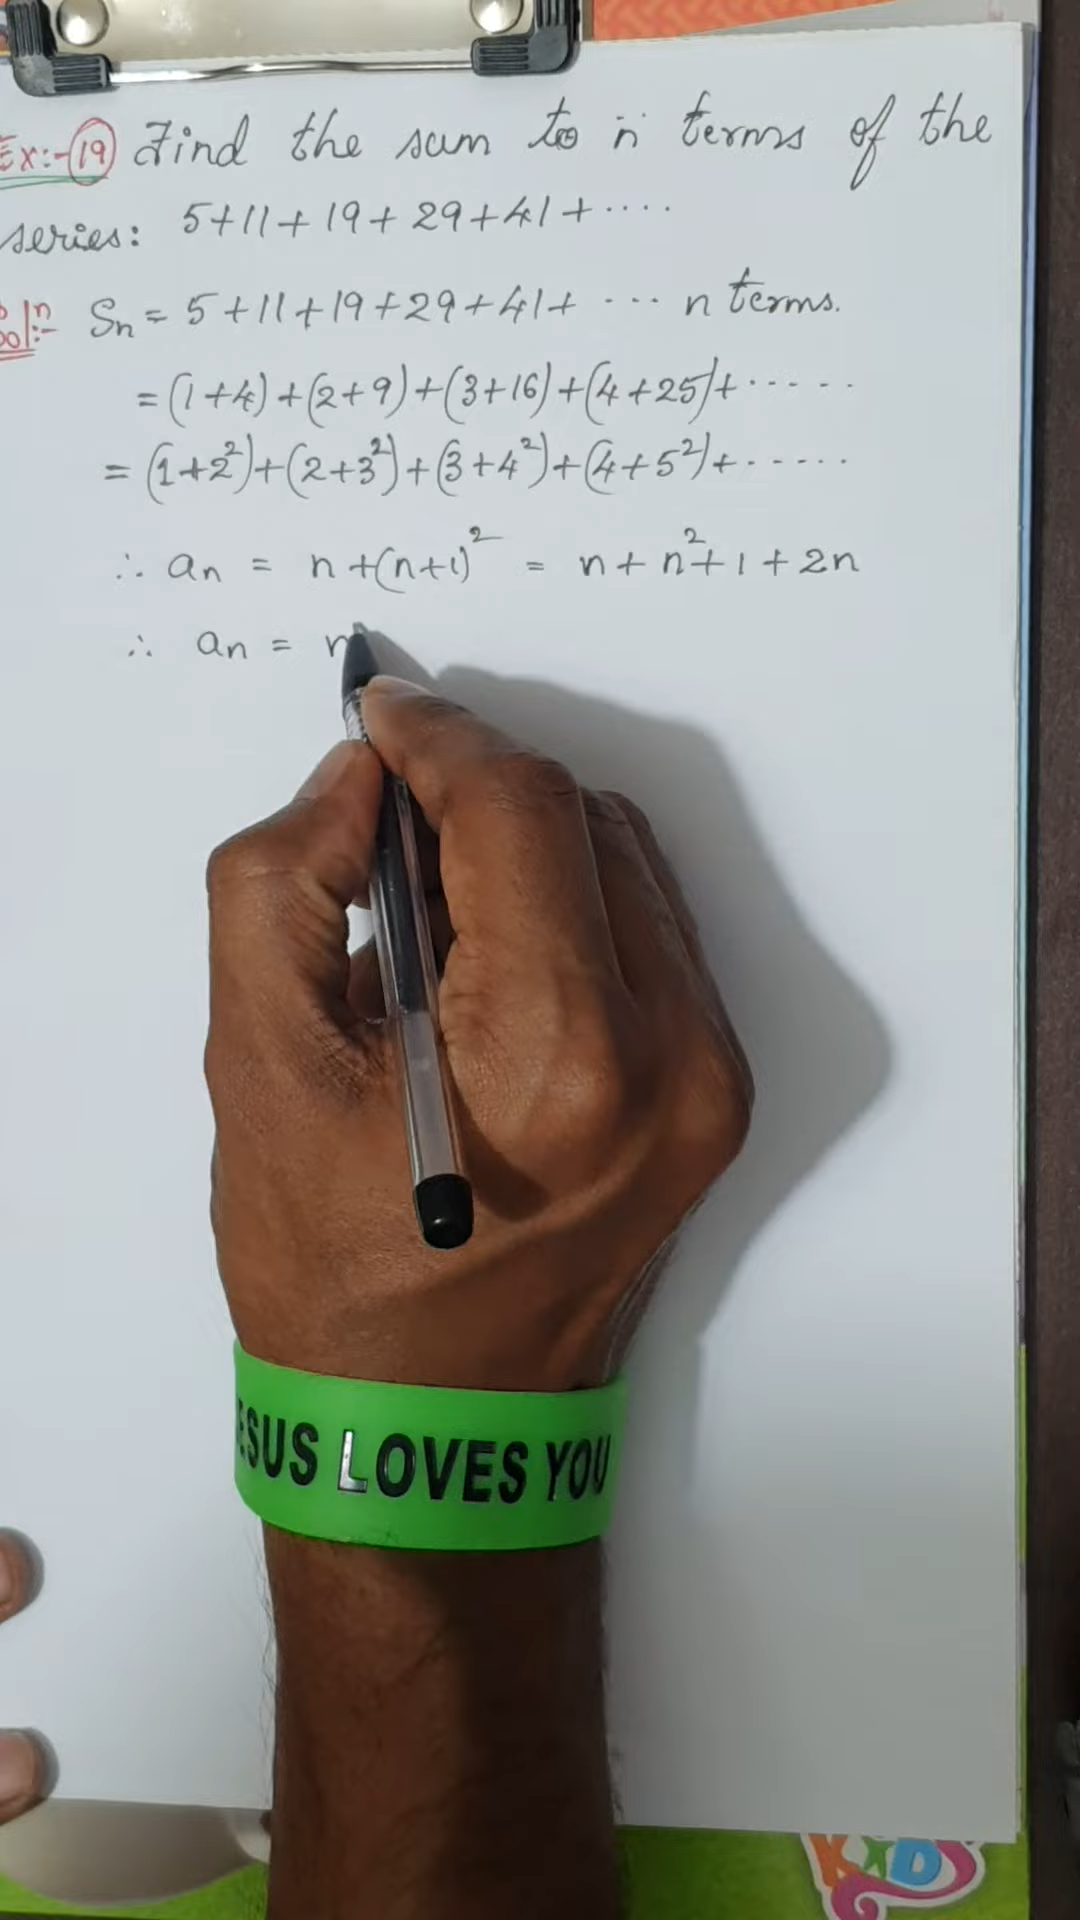 Ex:-19 Find the sum to 'n' terms of the
series: 5+11+19+29+41+....
Sn = 5+11+19+29+41+ ... n terms.
= (1+4)+(2+9)+(3+16)+(4+25)+.....
= (1+2²)+(2+3²)+(3+4²)+(4+5²)+.....
∴ an = n+(n+1)² = n+n²+1+2n
∴ an = n
ESUS LOVES YOU
KiDS